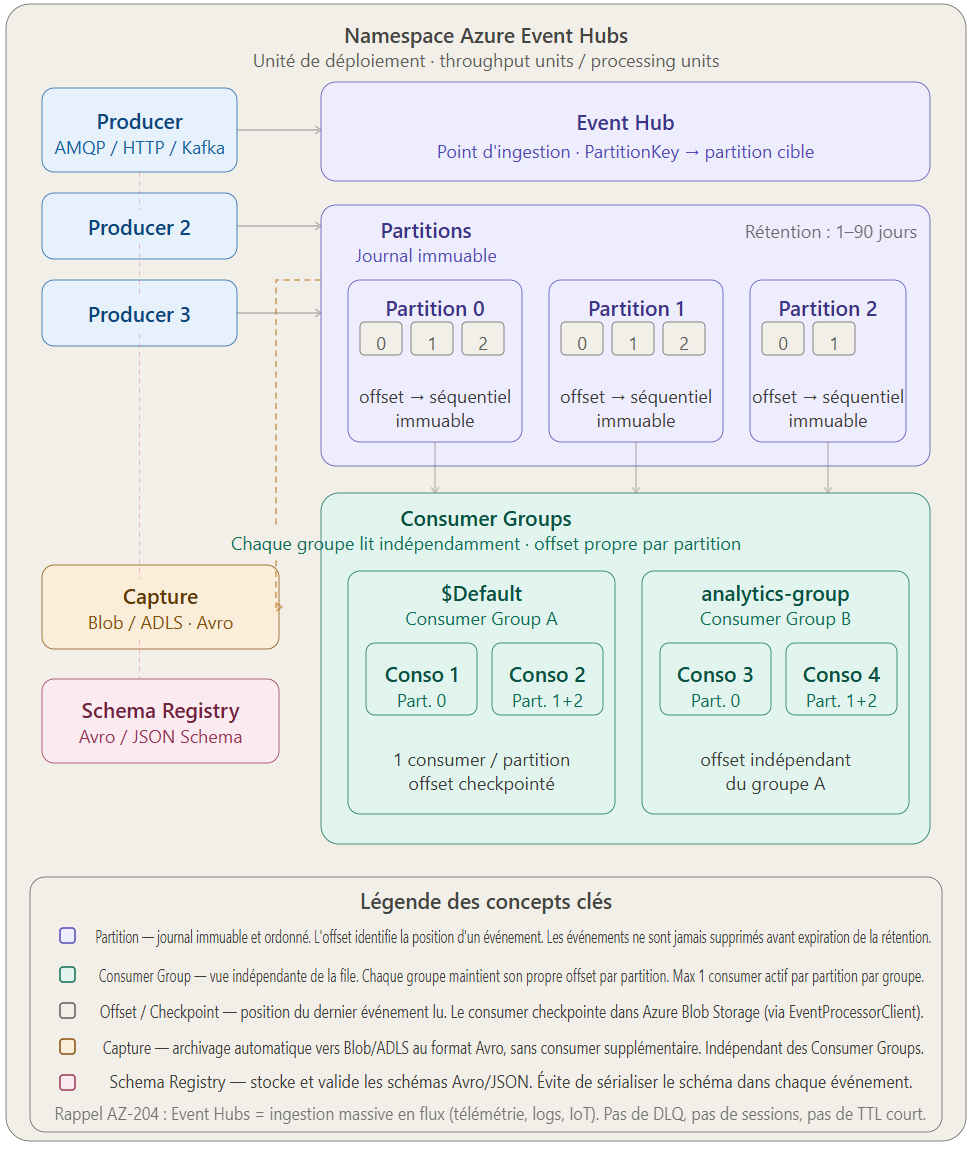 Namespace Azure Event Hubs
Unité de déploiement · throughput units / processing units
Producer
AMQP / HTTP / Kafka
Event Hub
Point d'ingestion · PartitionKey → partition cible
Producer 2
Producer 3
Partitions
Journal immuable
Rétention : 1–90 jours
Partition 0
0 1 2
offset → séquentiel
immuable
Partition 1
0 1 2
offset → séquentiel
immuable
Partition 2
0 1
offset → séquentiel
immuable
Consumer Groups
Chaque groupe lit indépendamment · offset propre par partition
Capture
Blob / ADLS · Avro
Schema Registry
Avro / JSON Schema
$Default
Consumer Group A
Conso 1
Part. 0
Conso 2
Part. 1+2
1 consumer / partition
offset checkpointé
analytics-group
Consumer Group B
Conso 3
Part. 0
Conso 4
Part. 1+2
offset indépendant
du groupe A
Légende des concepts clés
Partition — journal immuable et ordonné. L'offset identifie la position d'un événement. Les événements ne sont jamais supprimés avant expiration de la rétention.
Consumer Group — vue indépendante de la file. Chaque groupe maintient son propre offset par partition. Max 1 consumer actif par partition par groupe.
Offset / Checkpoint — position du dernier événement lu. Le consumer checkpointe dans Azure Blob Storage (via EventProcessorClient).
Capture — archivage automatique vers Blob/ADLS au format Avro, sans consumer supplémentaire. Indépendant des Consumer Groups.
Schema Registry — stocke et valide les schémas Avro/JSON. Évite de sérialiser le schéma dans chaque événement.
Rappel AZ-204 : Event Hubs = ingestion massive en flux (télémétrie, logs, IoT). Pas de DLQ, pas de sessions, pas de TTL court.